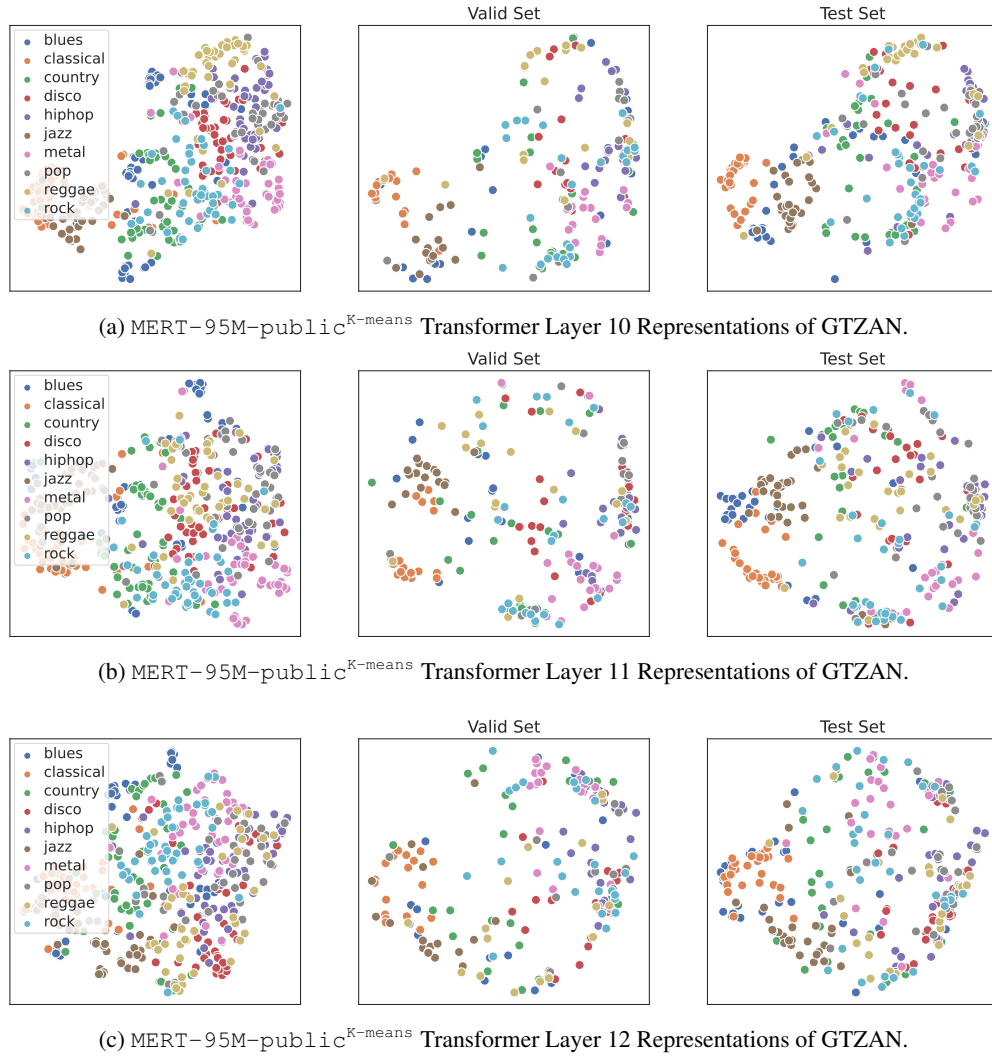 Valid Set
Test Set
blues
classical
country
disco
hiphop
jazz
metal
pop
reggae
rock
(a) MERT-95M-public^K-means Transformer Layer 10 Representations of GTZAN.
Valid Set
Test Set
blues
classical
country
disco
hiphop
jazz
metal
pop
reggae
rock
(b) MERT-95M-public^K-means Transformer Layer 11 Representations of GTZAN.
Valid Set
Test Set
blues
classical
country
disco
hiphop
jazz
metal
pop
reggae
rock
(c) MERT-95M-public^K-means Transformer Layer 12 Representations of GTZAN.